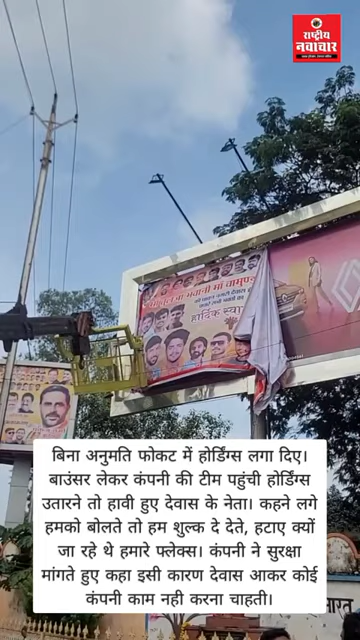 राष्ट्रीय
नवाचार
हार्दिक
बिना अनुमति फोकट में होर्डिंग्स लगा दिए।
बाउंसर लेकर कंपनी की टीम पहुंची होर्डिंग्स
उतारने तो हावी हुए देवास के नेता। कहने लगे
हमको बोलते तो हम शुल्क दे देते, हटाए क्यों
जा रहे थे हमारे फ्लेक्स। कंपनी ने सुरक्षा
मांगते हुए कहा इसी कारण देवास आकर कोई
कंपनी काम नही करना चाहती।